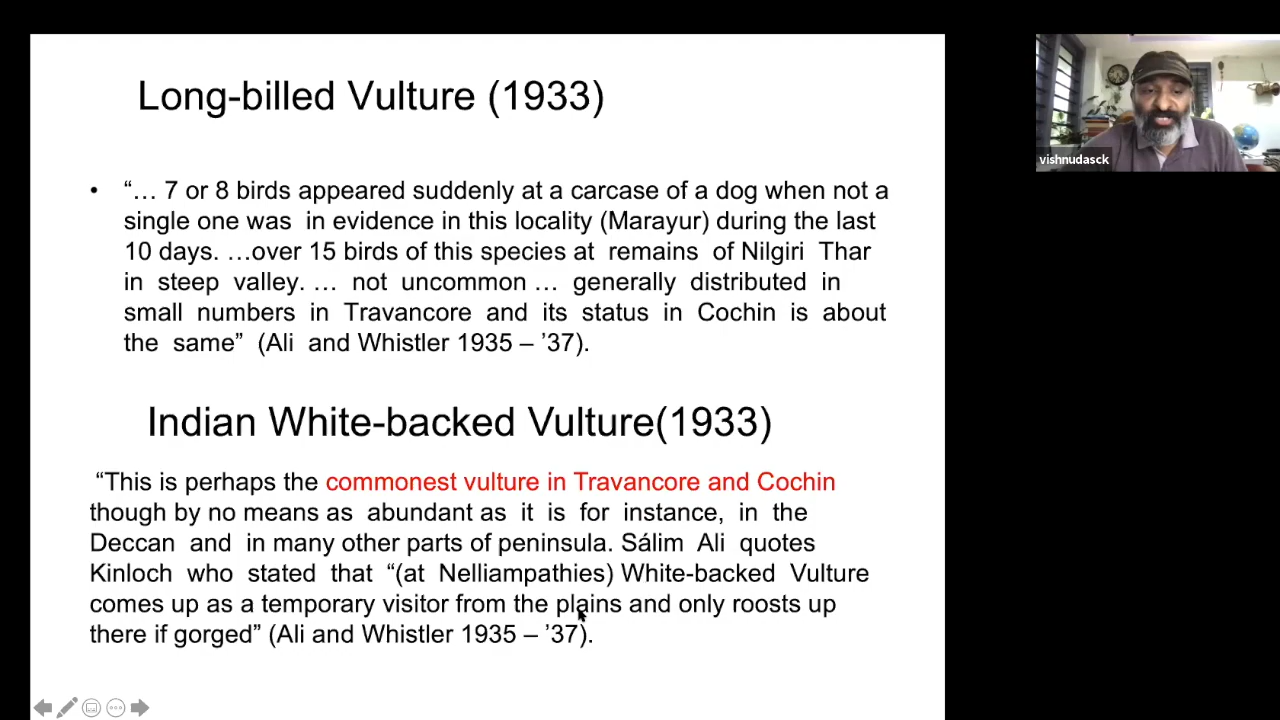 Long-billed Vulture (1933)
• “… 7 or 8 birds appeared suddenly at a carcase of a dog when not a
single one was in evidence in this locality (Marayur) during the last
10 days. …over 15 birds of this species at remains of Nilgiri Thar
in steep valley. … not uncommon … generally distributed in
small numbers in Travancore and its status in Cochin is about
the same” (Ali and Whistler 1935 – ’37).
Indian White-backed Vulture(1933)
“This is perhaps the commonest vulture in Travancore and Cochin
though by no means as abundant as it is for instance, in the
Deccan and in many other parts of peninsula. Sálim Ali quotes
Kinloch who stated that “(at Nelliampathies) White-backed Vulture
comes up as a temporary visitor from the plains and only roosts up
there if gorged” (Ali and Whistler 1935 – ’37).
vishnudasck